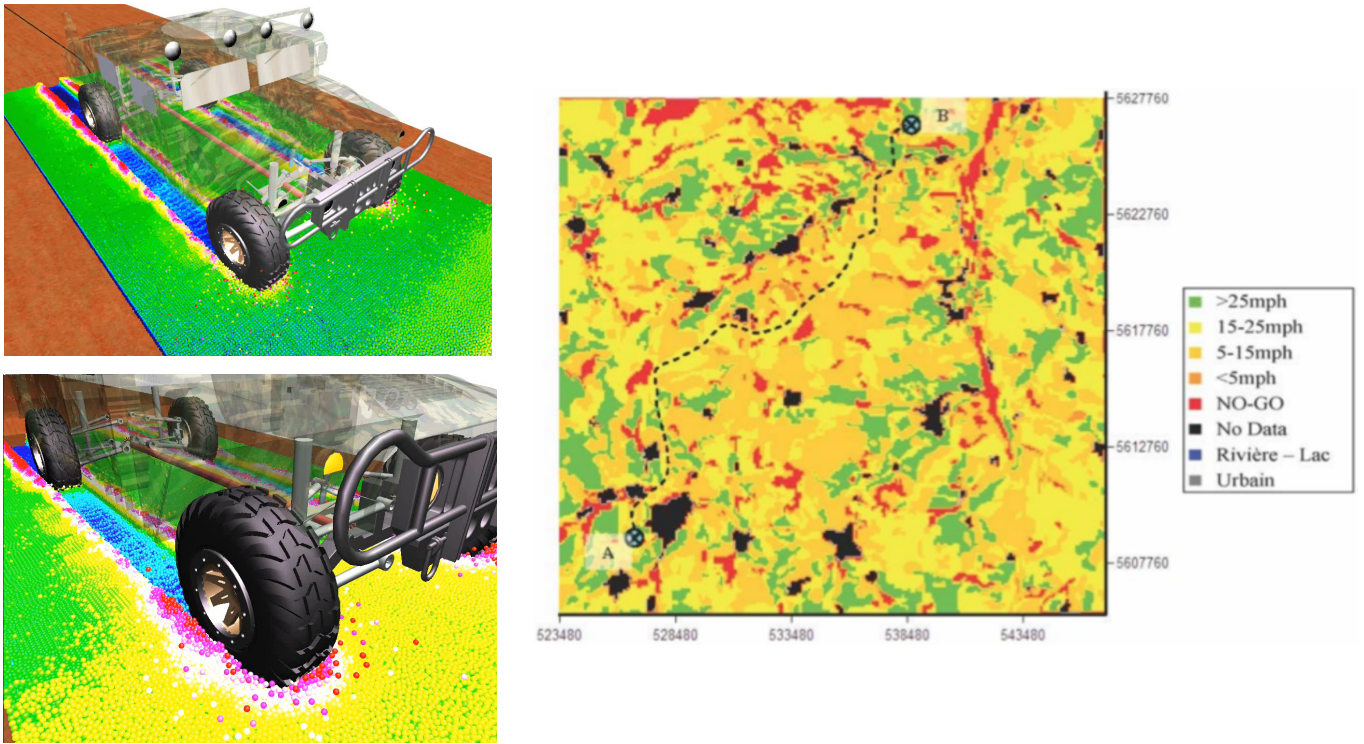 B
A
5627760
5622760
5617760
5612760
5607760
523480
528480
533480
538480
543480
>25mph
15-25mph
5-15mph
<5mph
NO-GO
No Data
Rivière – Lac
Urbain